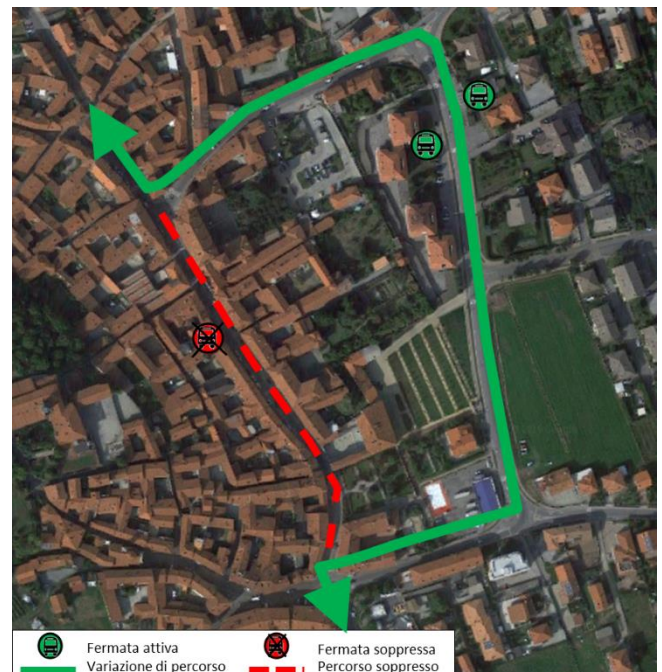 Fermata attiva
Variazione di percorso
Fermata soppressa
Percorso soppresso